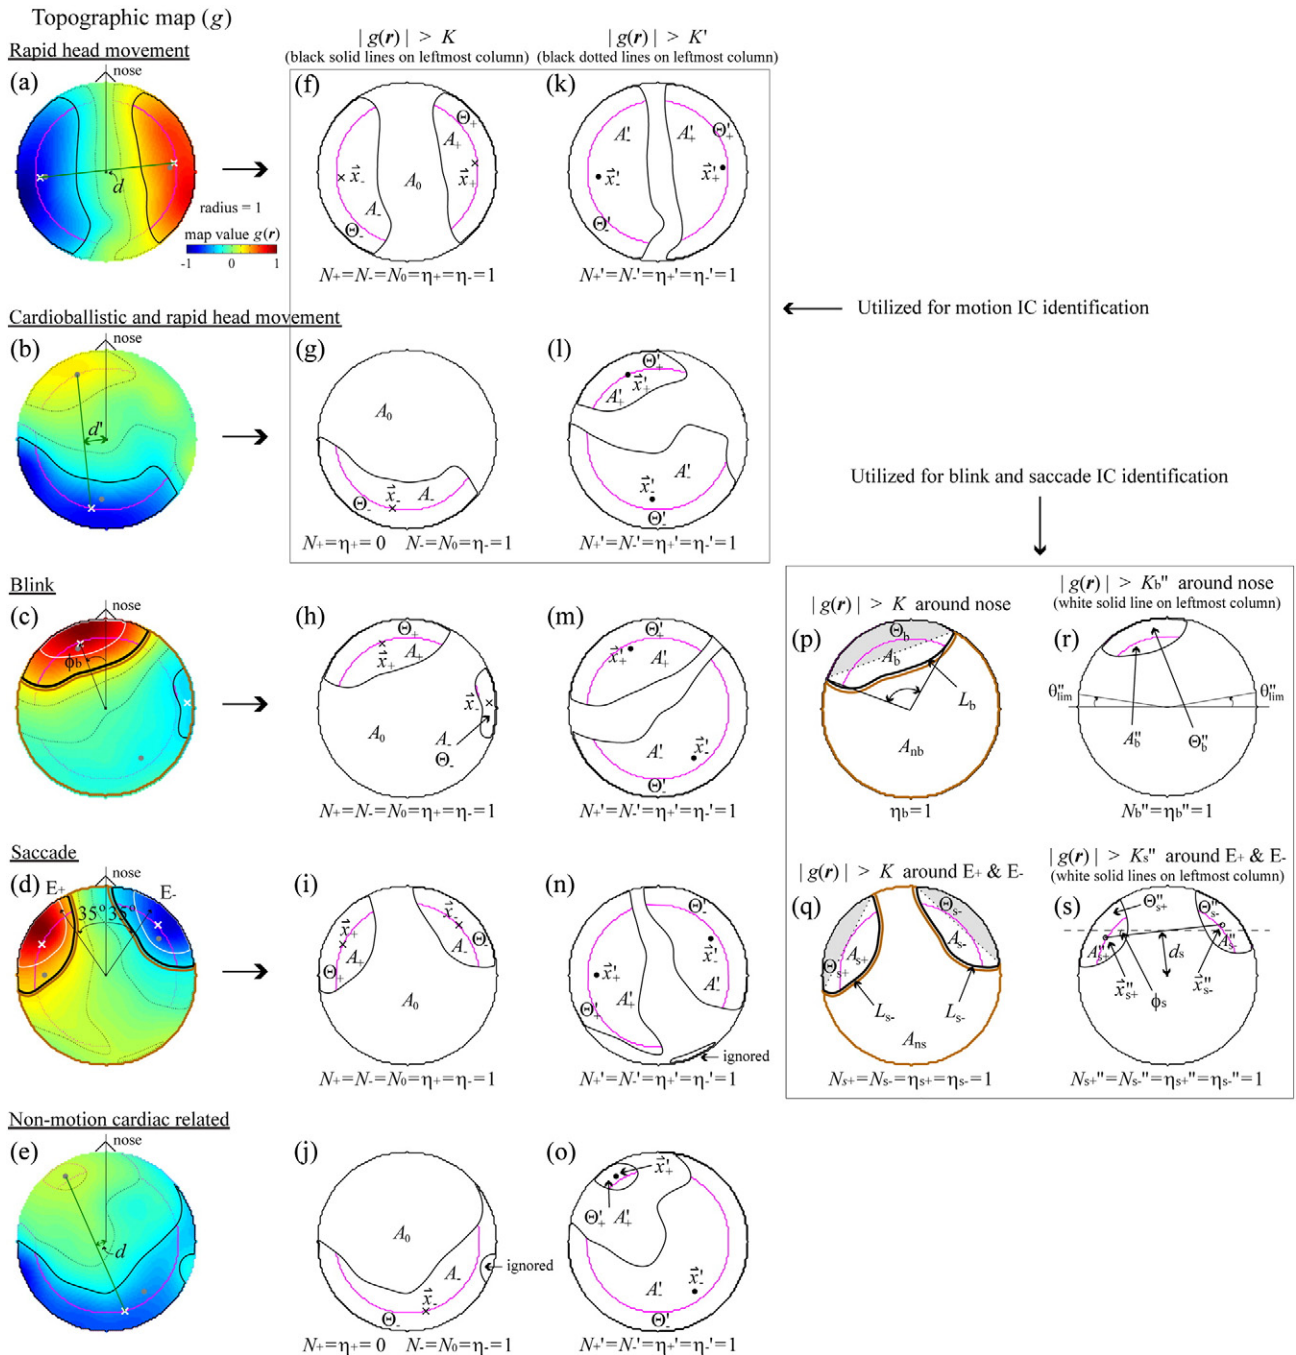 Topographic map (g)
| g(r) | > K
(black solid lines on leftmost column)
| g(r) | > K'
(black dotted lines on leftmost column)
Rapid head movement
(a)
nose
d
radius = 1
map value g(r)
-1 0 1
(f)
Θ+
A+
x⃗+
A0
x⃗-
A-
Θ-
N+=N-=N0=η+=η-=1
(k)
A'-
A'+
Θ'+
x⃗'-
x⃗'+
Θ'-
N+'=N-'=η+'=η-'=1
Utilized for motion IC identification
Cardioballistic and rapid head movement
(b)
nose
d'
(g)
A0
x⃗-
A-
Θ-
N+=η+=0 N-=N0=η-=1
(l)
Θ'+
x⃗'+
A'+
A'-
x⃗'-
Θ'-
N+'=N-'=η+'=η-'=1
Utilized for blink and saccade IC identification
Blink
(c)
nose
ϕb
(h)
Θ+
x⃗+
A+
x⃗-
A0
A-
Θ-
N+=N-=N0=η+=η-=1
(m)
Θ'+
x⃗'+
A'+
A'-
x⃗'-
Θ'-
N+'=N-'=η+'=η-'=1
| g(r) | > K around nose
(p)
Θb
Ab
Lb
Anb
ηb=1
| g(r) | > Kb" around nose
(white solid line on leftmost column)
(r)
θ"lim
θ"lim
A"b
Θ"b
Nb"=ηb"=1
Saccade
(d)
nose
E+
E-
35° 35°
(i)
x⃗+
x⃗-
Θ-
A-
Θ+
A+
A0
N+=N-=N0=η+=η-=1
(n)
Θ'-
x⃗'-
x⃗'+
A'+
A'-
Θ'+
ignored
N+'=N-'=η+'=η-'=1
| g(r) | > K around E+ & E-
(q)
Θs-
As-
As+
Θs+
Ls-
Ls-
Ans
Ns+=Ns-=ηs+=ηs-=1
| g(r) | > Ks" around E+ & E-
(white solid lines on leftmost column)
(s)
Θ"s+
Θ"s-
A"s+
ds
A"s-
x⃗"s+
ϕs
x⃗"s-
Ns+"=Ns-"=ηs+"=ηs-"=1
Non-motion cardiac related
(e)
nose
d
(j)
A0
ignored
A-
x⃗-
Θ-
N+=η+=0 N-=N0=η-=1
(o)
x⃗'+
Θ'+
A'+
A'-
x⃗'-
Θ'-
N+'=N-'=η+'=η-'=1